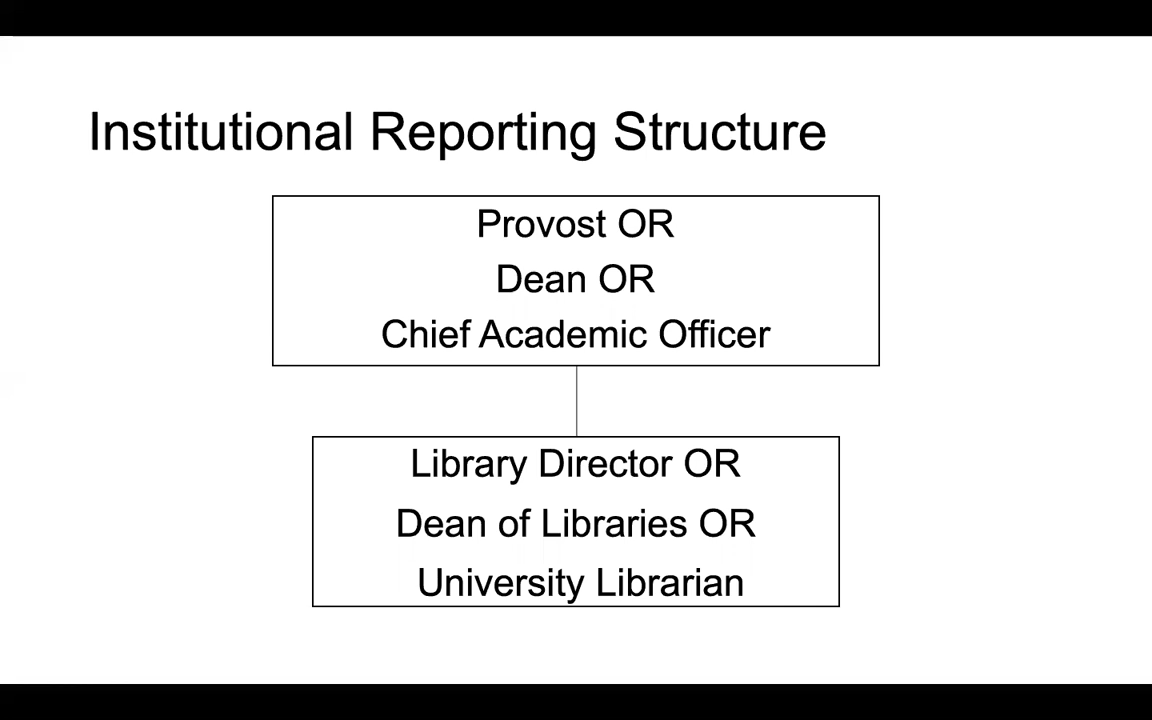 Institutional Reporting Structure
Provost OR
Dean OR
Chief Academic Officer
Library Director OR
Dean of Libraries OR
University Librarian